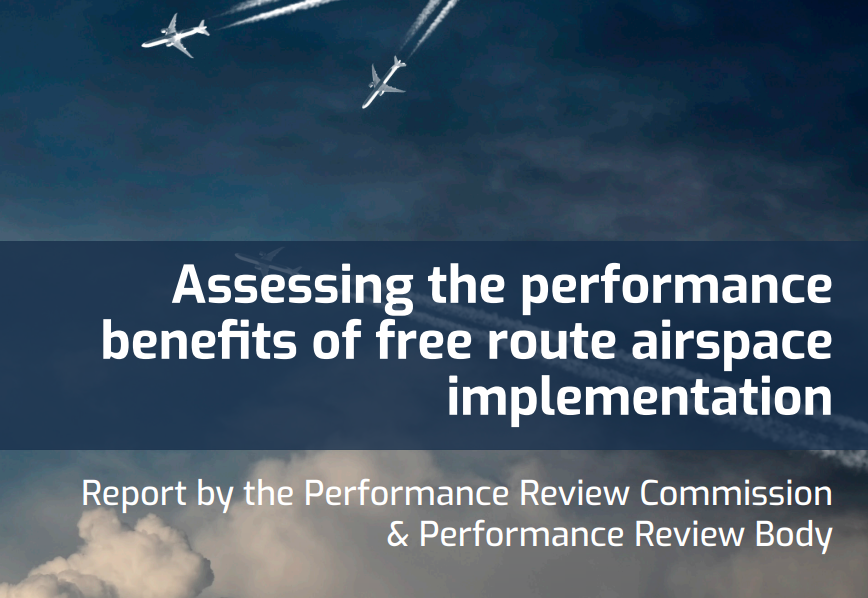 Assessing the performance
benefits of free route airspace
implementation
Report by the Performance Review Commission
& Performance Review Body